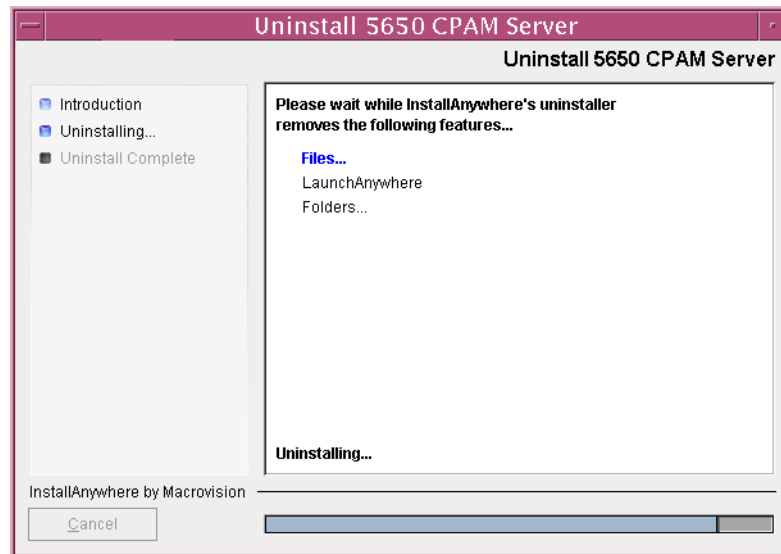 Uninstall 5650 CPAM Server
Uninstall 5650 CPAM Server
Introduction
Uninstalling...
Uninstall Complete
Please wait while InstallAnywhere's uninstaller
removes the following features...
Files...
LaunchAnywhere
Folders...
Uninstalling...
InstallAnywhere by Macrovision
Cancel